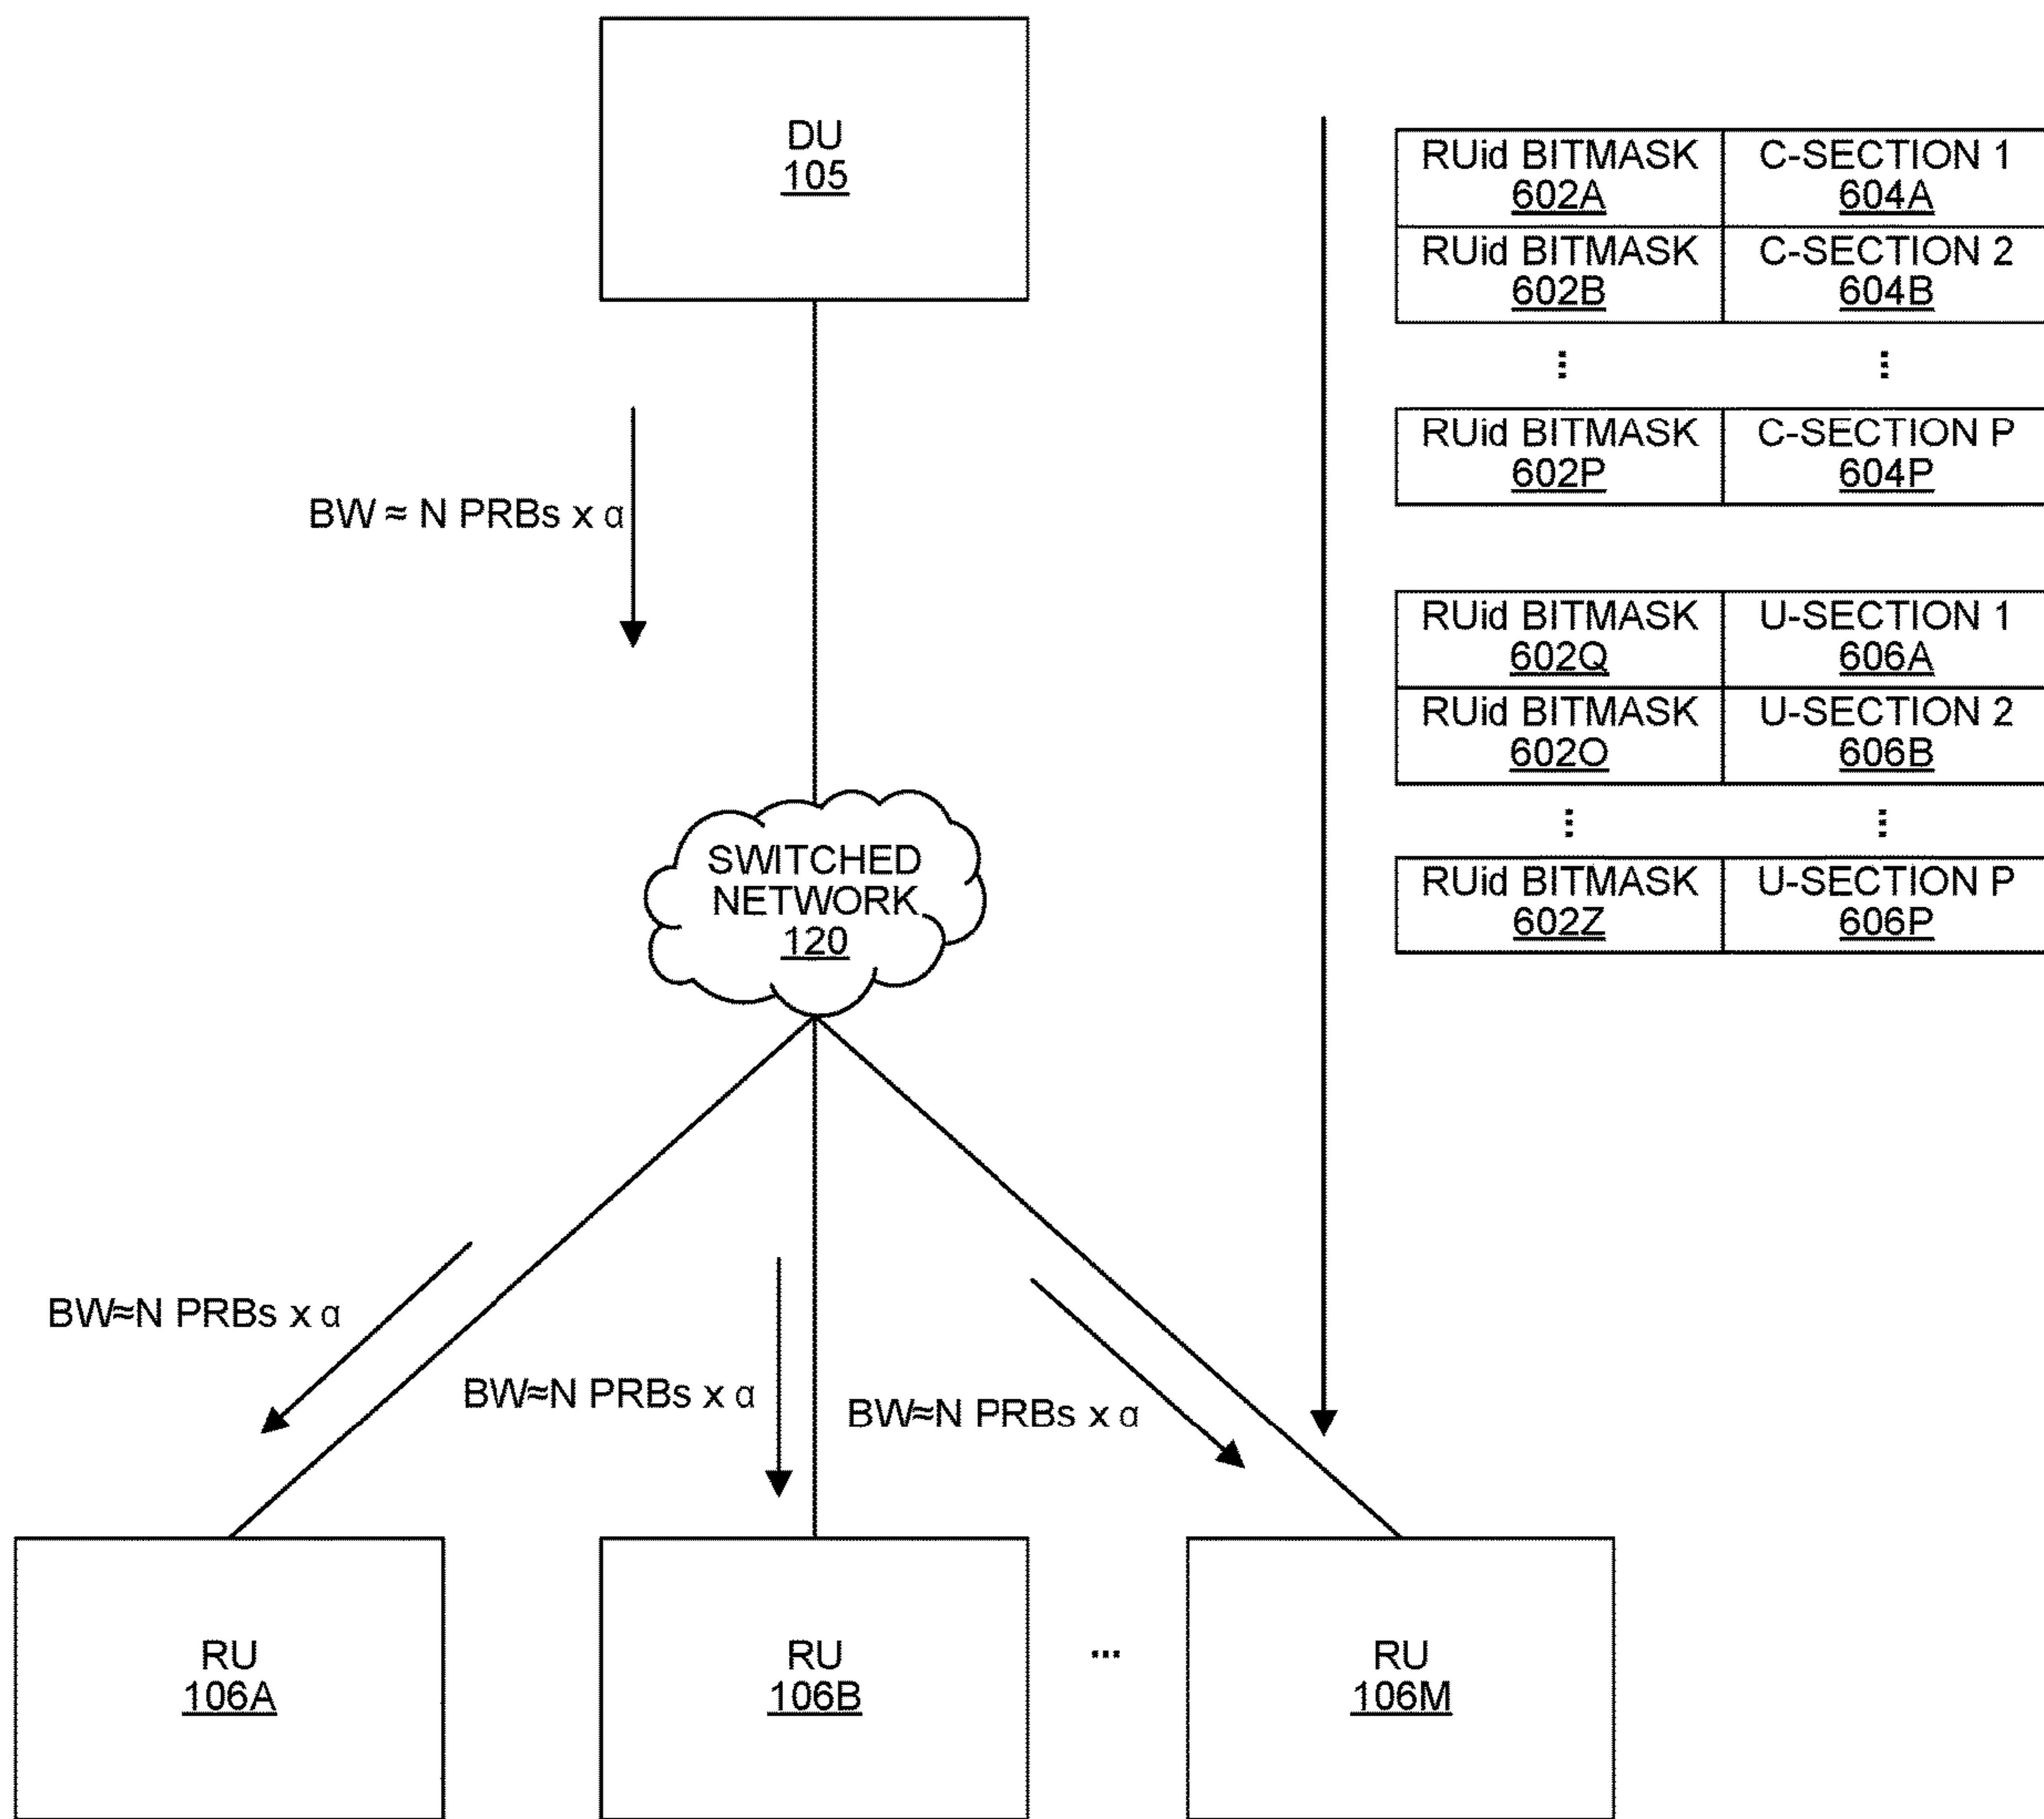 DU
105
RUid BITMASK
602A
C-SECTION 1
604A
RUid BITMASK
602B
C-SECTION 2
604B
...
...
RUid BITMASK
602P
C-SECTION P
604P
BW ≈ N PRBs x α
RUid BITMASK
602Q
U-SECTION 1
606A
RUid BITMASK
602O
U-SECTION 2
606B
...
...
RUid BITMASK
602Z
U-SECTION P
606P
SWITCHED
NETWORK
120
BW≈N PRBs x α
BW≈N PRBs x α
BW≈N PRBs x α
RU
106A
RU
106B
...
RU
106M